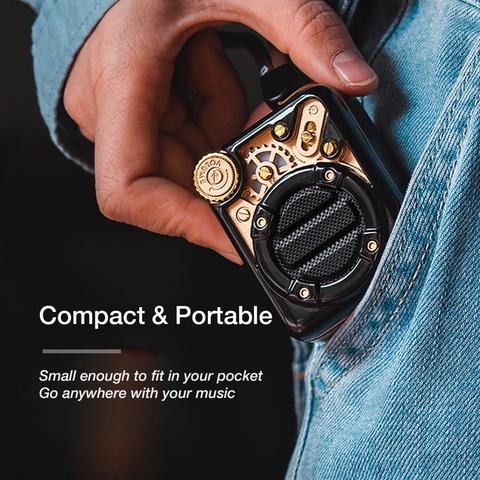 Compact & Portable
Small enough to fit in your pocket
Go anywhere with your music